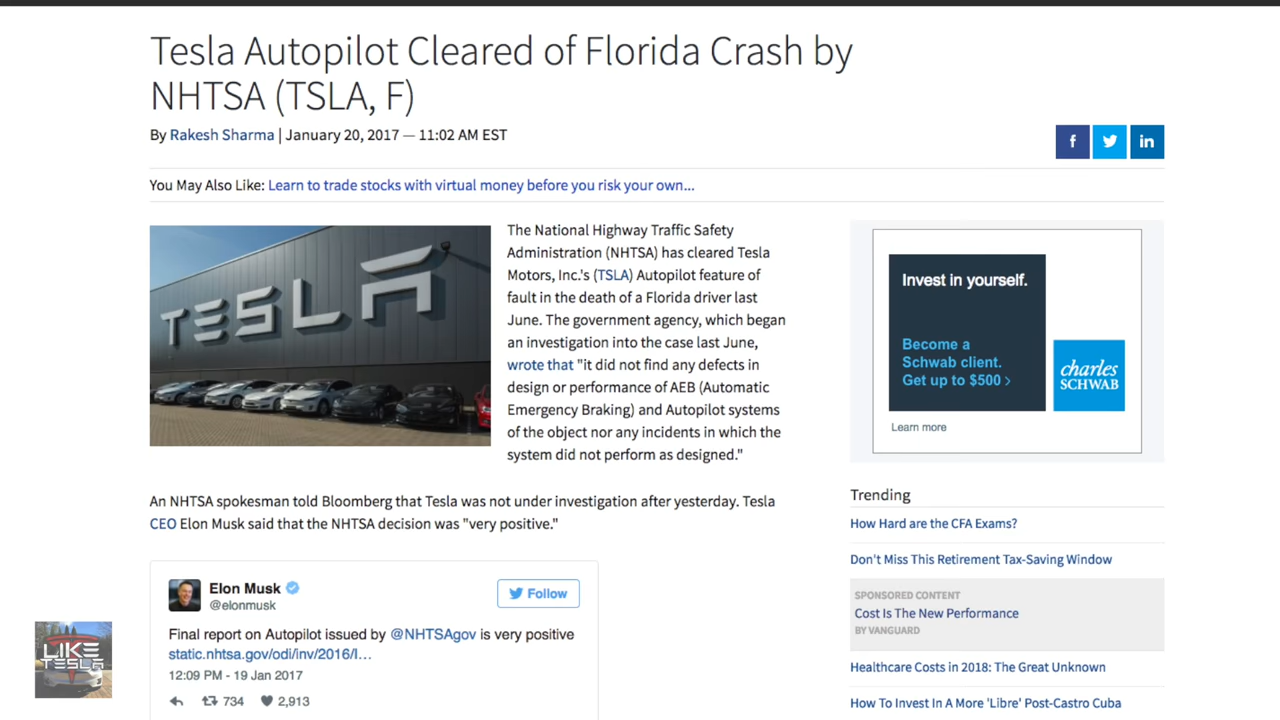 Tesla Autopilot Cleared of Florida Crash by
NHTSA (TSLA, F)
By Rakesh Sharma | January 20, 2017 — 11:02 AM EST
f
in
You May Also Like: Learn to trade stocks with virtual money before you risk your own...
TESLA
The National Highway Traffic Safety
Administration (NHTSA) has cleared Tesla
Motors, Inc.'s (TSLA) Autopilot feature of
fault in the death of a Florida driver last
June. The government agency, which began
an investigation into the case last June,
wrote that "it did not find any defects in
design or performance of AEB (Automatic
Emergency Braking) and Autopilot systems
of the object nor any incidents in which the
system did not perform as designed."
An NHTSA spokesman told Bloomberg that Tesla was not under investigation after yesterday. Tesla
CEO Elon Musk said that the NHTSA decision was "very positive."
Elon Musk
@elonmusk
Follow
Final report on Autopilot issued by @NHTSAgov is very positive
static.nhtsa.gov/odi/inv/2016/I...
12:09 PM - 19 Jan 2017
734
2,913
Invest in yourself.
Become a
Schwab client.
Get up to $500 >
charles
SCHWAB
Learn more
Trending
How Hard are the CFA Exams?
Don't Miss This Retirement Tax-Saving Window
SPONSORED CONTENT
Cost Is The New Performance
BY VANGUARD
Healthcare Costs in 2018: The Great Unknown
How To Invest In A More 'Libre' Post-Castro Cuba
LIKE
TESLA